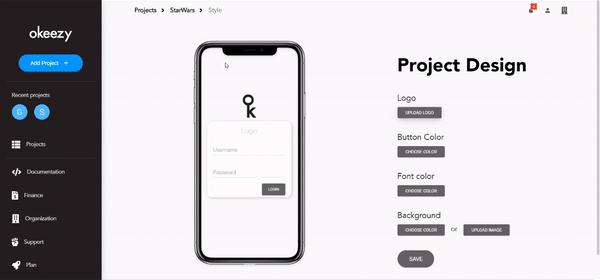 okeezy
Add Project +
Recent projects
G S
Projects
Documentation
Finance
Organization
Support
Plan
Projects > StarWars > Style
ok
Login
Username
Password
LOGIN
Project Design
Logo
UPLOAD LOGO
Button Color
CHOOSE COLOR
Font color
CHOOSE COLOR
Background
CHOOSE COLOR or UPLOAD IMAGE
SAVE